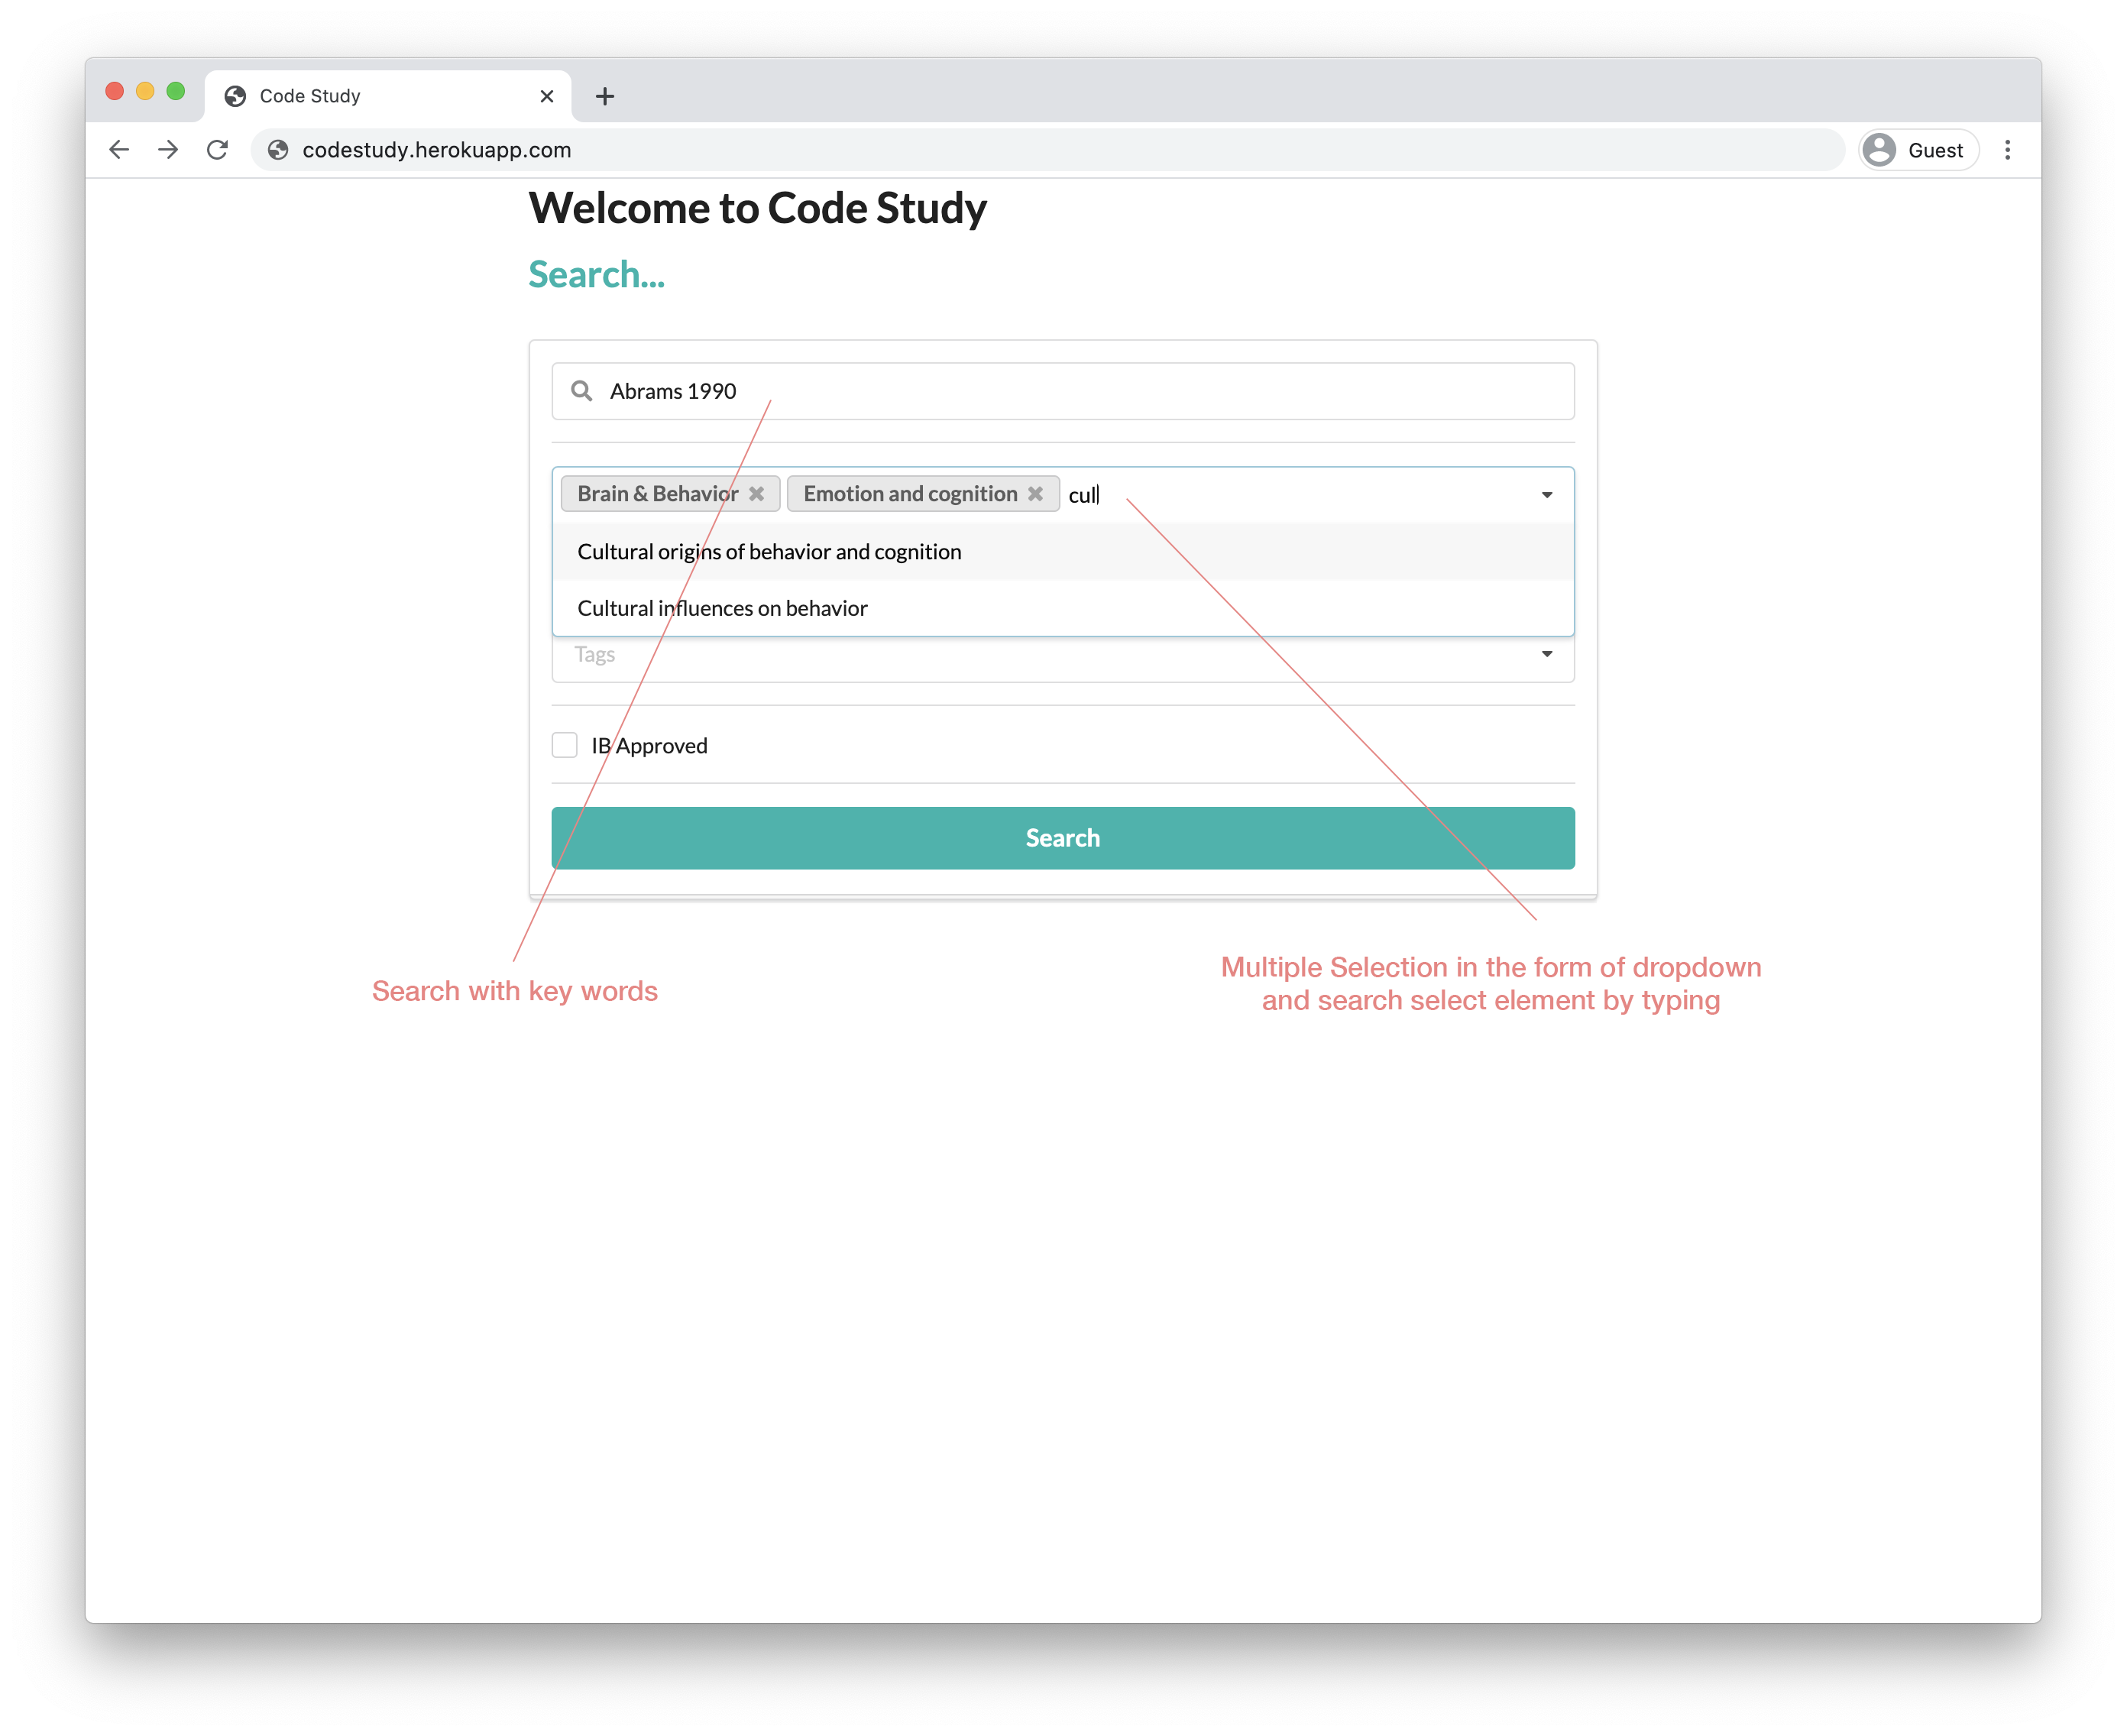 Code Study
codestudy.herokuapp.com
Guest
Welcome to Code Study
Search...
Abrams 1990
Brain & Behavior Emotion and cognition cul
Cultural origins of behavior and cognition
Cultural influences on behavior
Tags
IB Approved
Search
Search with key words
Multiple Selection in the form of dropdown
and search select element by typing